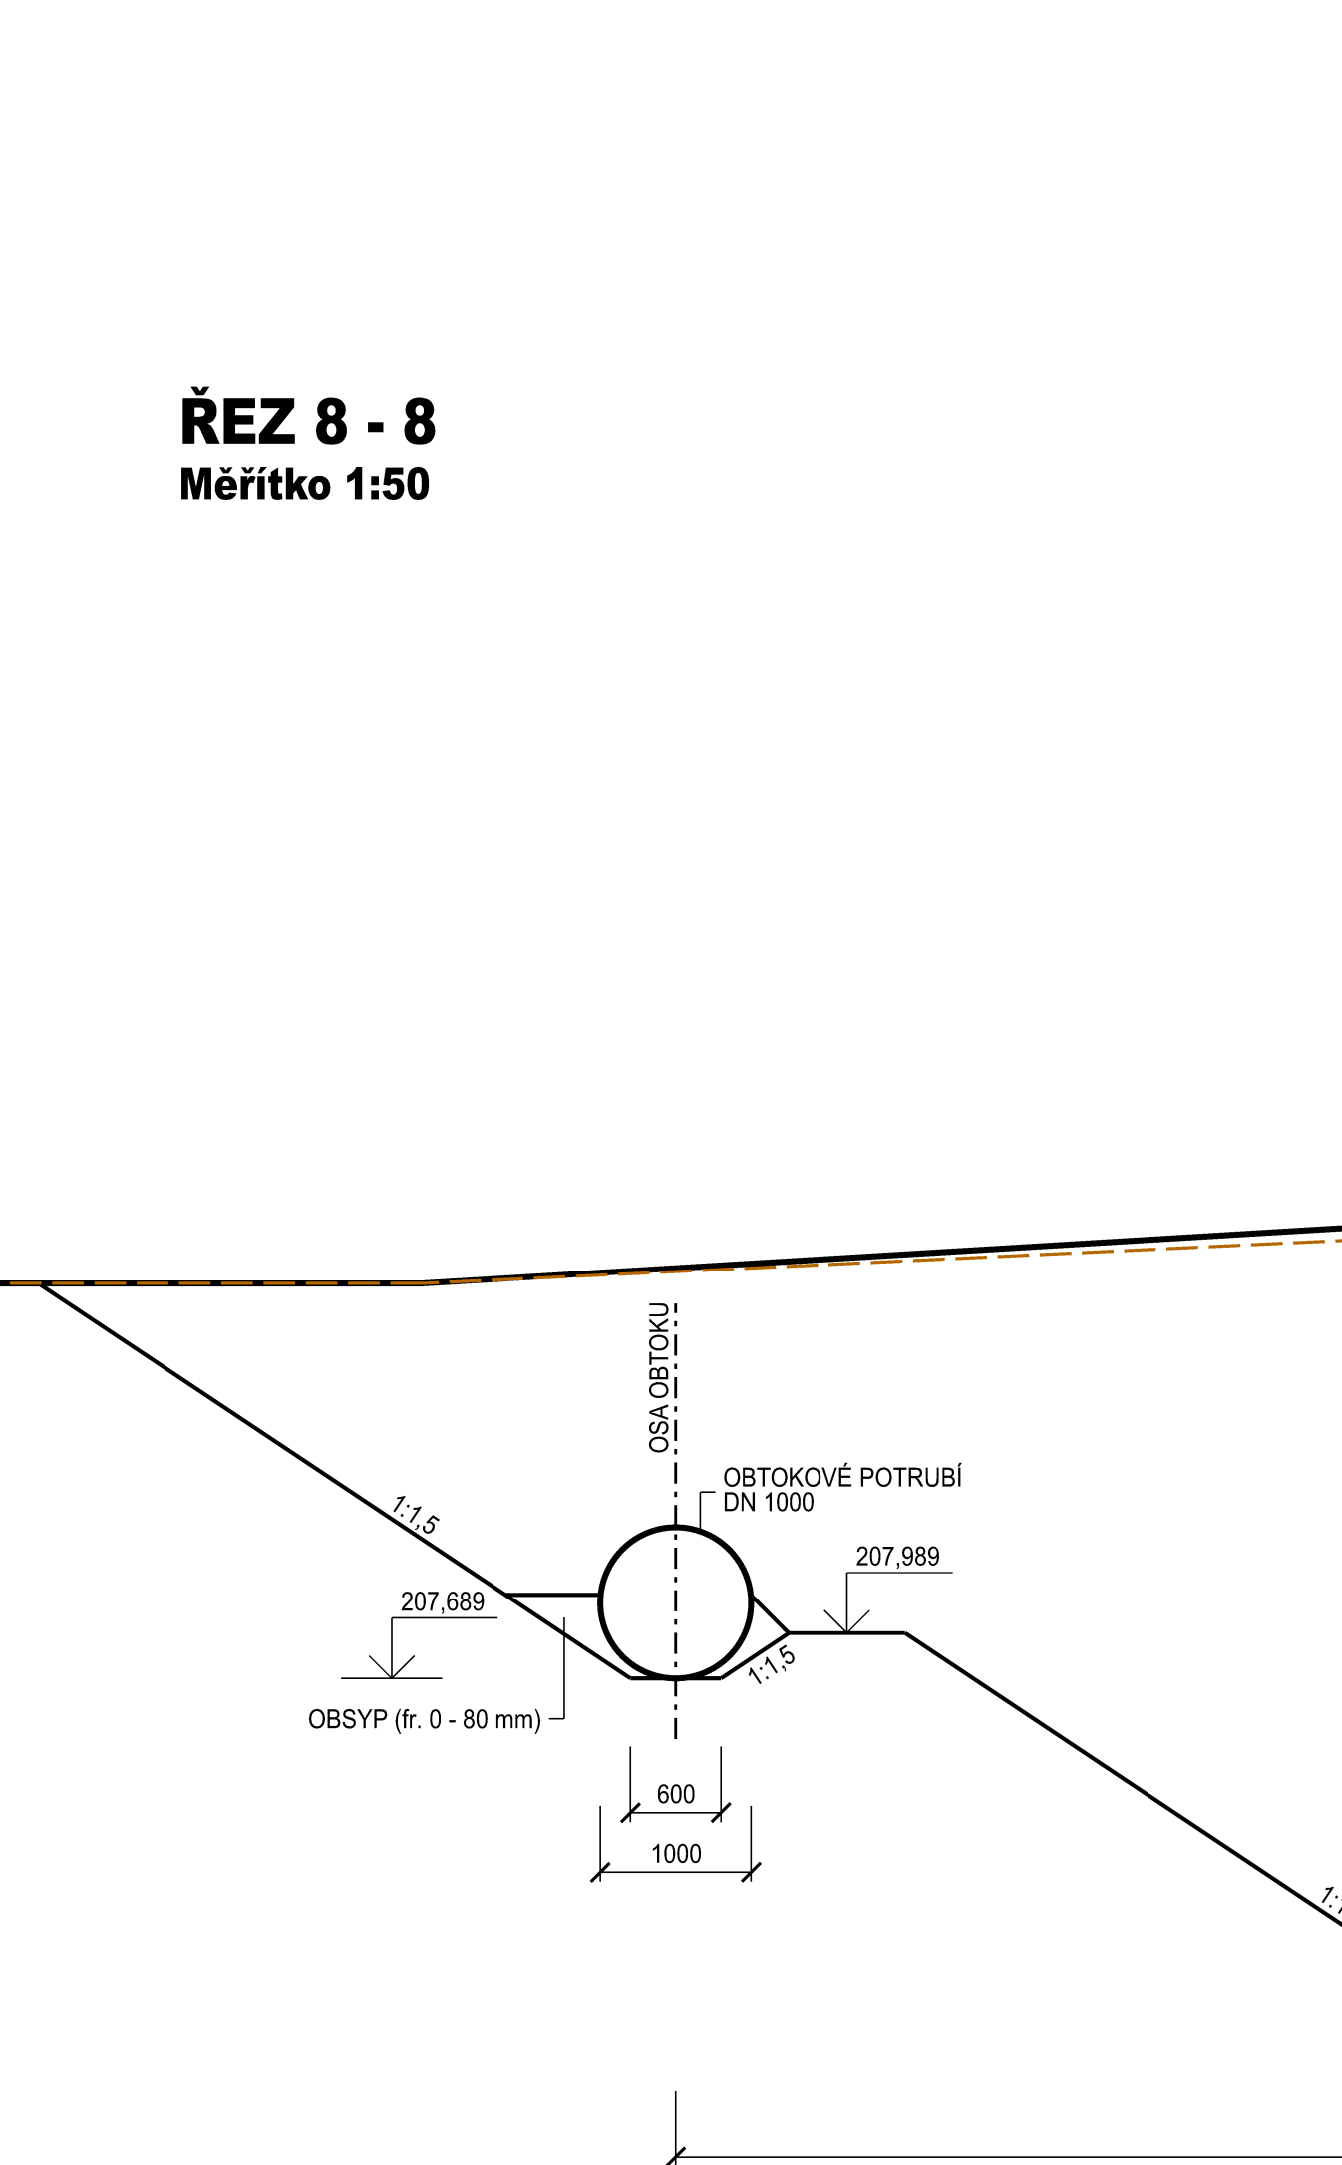 ŘEZ 8 - 8
Měřítko 1:50
OSA OBTOKU
OBTOKOVÉ POTRUBÍ
DN 1000
1:1,5
207,989
207,689
1:1,5
OBSYP (fr. 0 - 80 mm)
600
1000